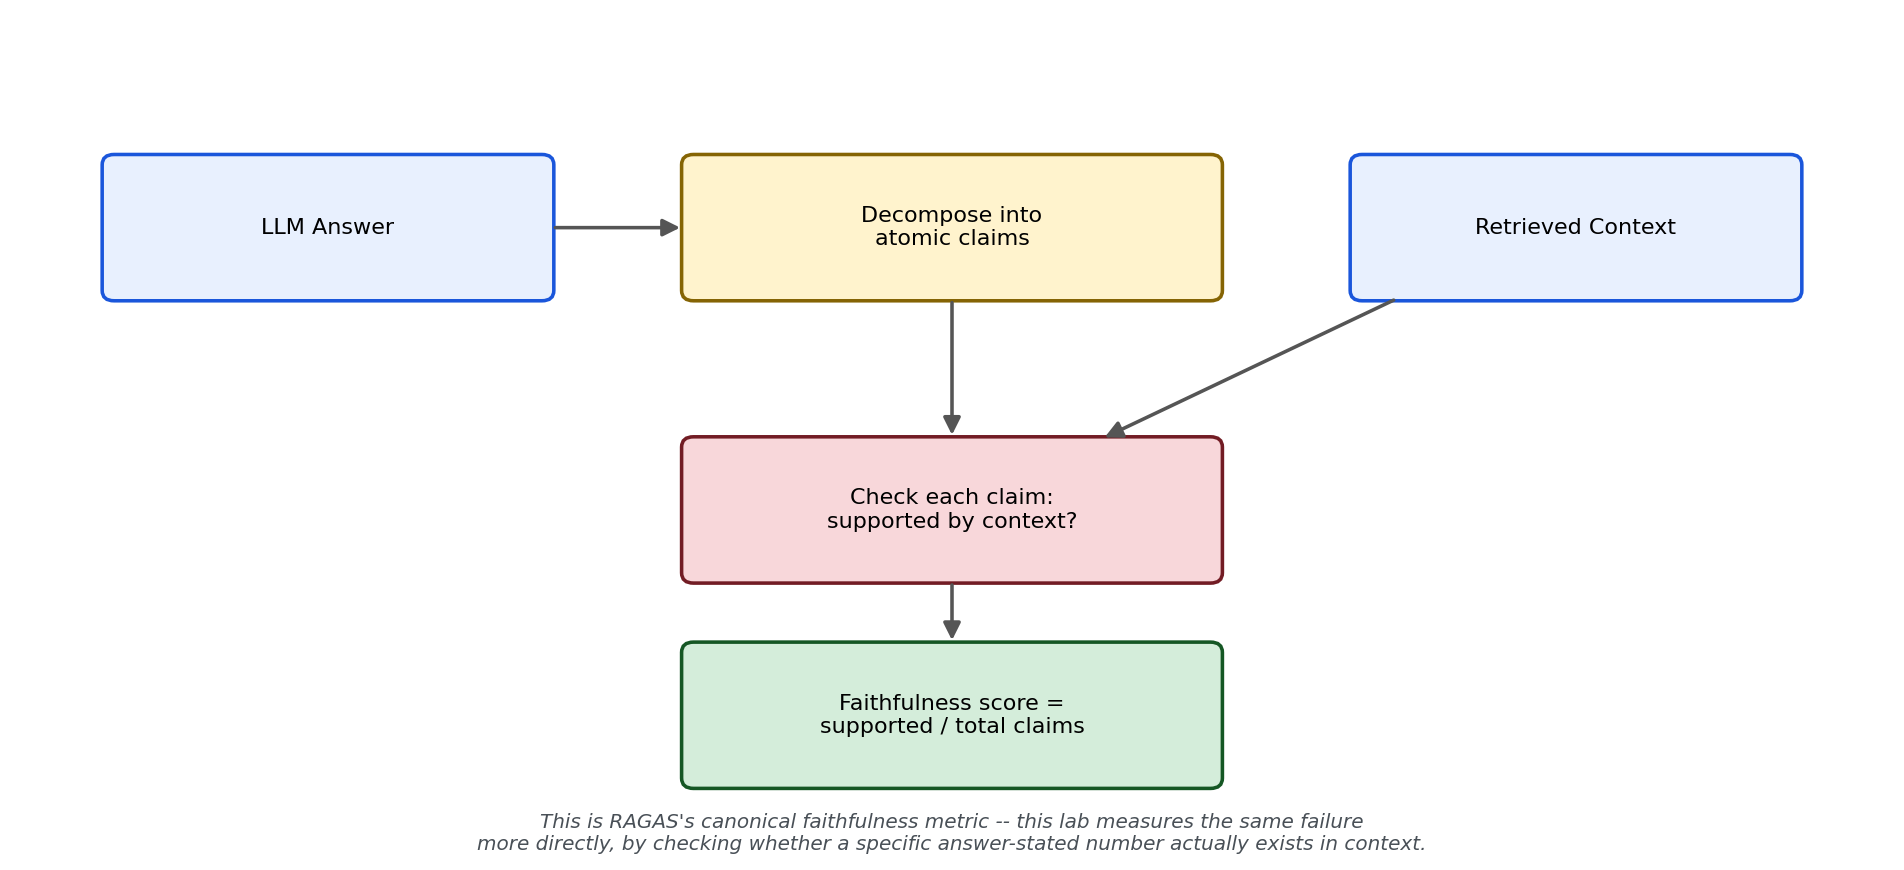 LLM Answer
Decompose into
atomic claims
Retrieved Context
Check each claim:
supported by context?
Faithfulness score =
supported / total claims
This is RAGAS's canonical faithfulness metric -- this lab measures the same failure
more directly, by checking whether a specific answer-stated number actually exists in context.